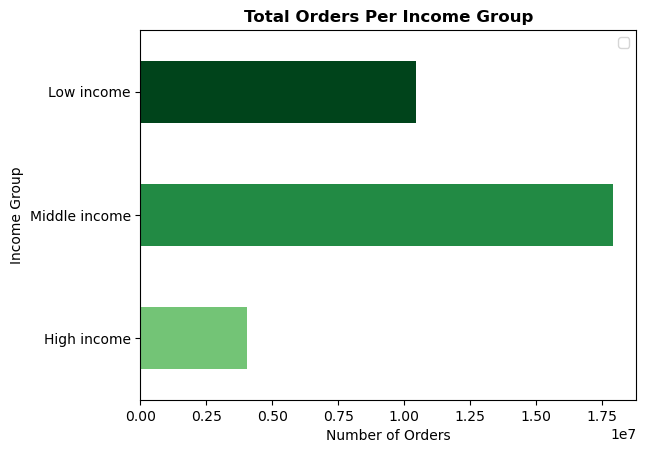 Total Orders Per Income Group
Low income
Middle income
High income
Income Group
0.00 0.25 0.50 0.75 1.00 1.25 1.50 1.75
1e7
Number of Orders